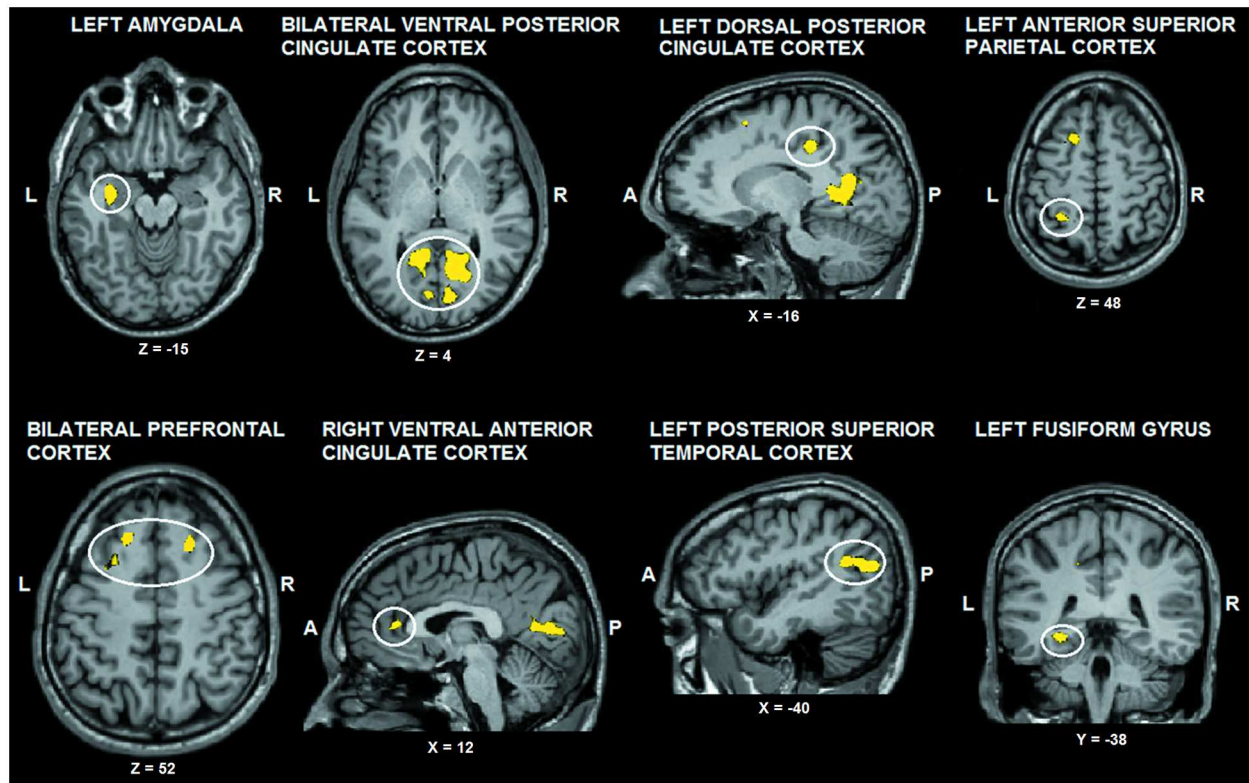 LEFT AMYGDALA
BILATERAL VENTRAL POSTERIOR
CINGULATE CORTEX
LEFT DORSAL POSTERIOR
CINGULATE CORTEX
LEFT ANTERIOR SUPERIOR
PARIETAL CORTEX
L
R
L
R
A
P
L
R
Z = -15
Z = 4
X = -16
Z = 48
BILATERAL PREFRONTAL
CORTEX
RIGHT VENTRAL ANTERIOR
CINGULATE CORTEX
LEFT POSTERIOR SUPERIOR
TEMPORAL CORTEX
LEFT FUSIFORM GYRUS
L
R
A
P
A
P
L
R
Z = 52
X = 12
X = -40
Y = -38